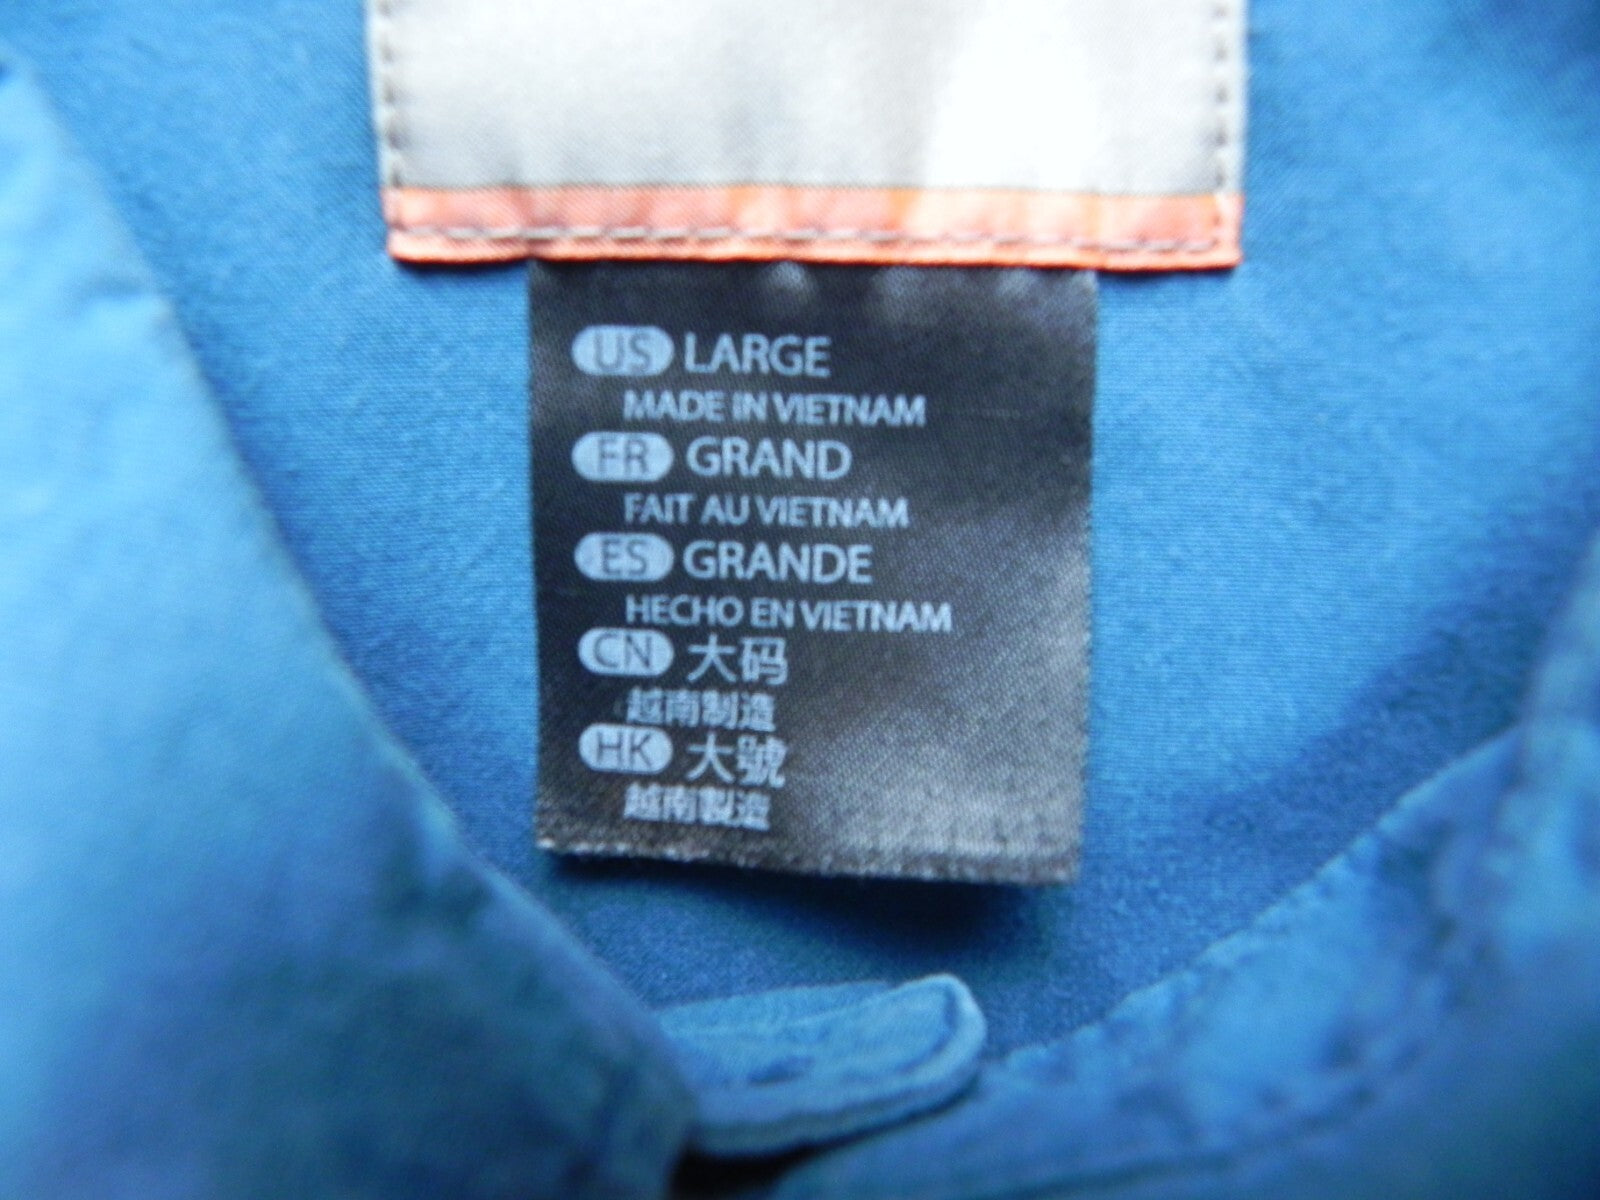 US LARGE
MADE IN VIETNAM
FR GRAND
FAIT AU VIETNAM
ES GRANDE
HECHO EN VIETNAM
CN 大码
越南制造
HK 大號
越南製造